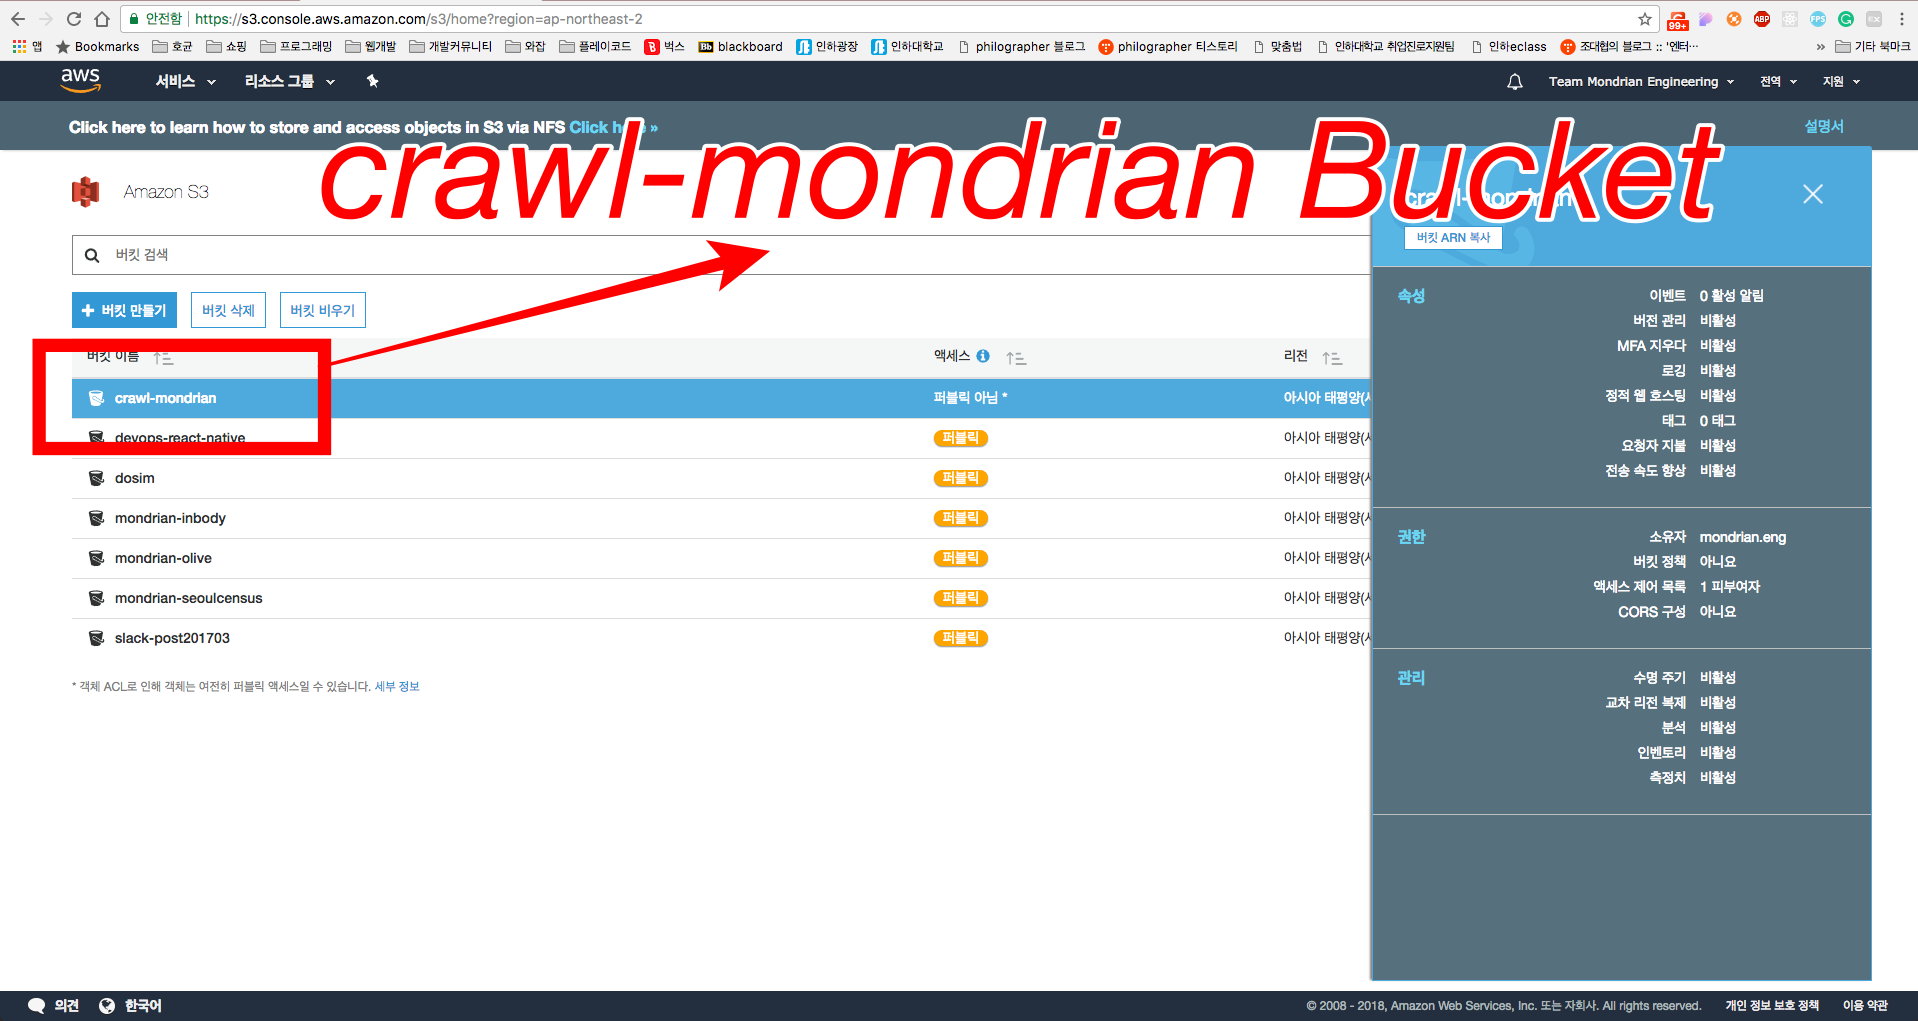 안전함 https://s3.console.aws.amazon.com/s3/home?region=ap-northeast-2
99+ ABP FPS
앱 Bookmarks 호균 쇼핑 프로그래밍 웹개발 개발커뮤니티 와잡 플레이코드 벅스 Bb blackboard 인하광장 인하대학교 philographer 블로그 philographer 티스토리 맞춤법 인하대학교 취업진로지원팀 인하eclass 조대협의 블로그 :: '엔터… » 기타 북마크
aws 서비스 리소스 그룹 Team Mondrian Engineering 전역 지원
Click here to learn how to store and access objects in S3 via NFS Click here » 설명서
crawl-mondrian Bucket
Amazon S3
crawl-mondrian
버킷 ARN 복사
버킷 검색
버킷 만들기 버킷 삭제 버킷 비우기
버킷 이름 액세스 리전
crawl-mondrian 퍼블릭 아님 * 아시아 태평양(서
devops-react-native 퍼블릭 아시아 태평양(서
dosim 퍼블릭 아시아 태평양(서
mondrian-inbody 퍼블릭 아시아 태평양(서
mondrian-olive 퍼블릭 아시아 태평양(서
mondrian-seoulcensus 퍼블릭 아시아 태평양(서
slack-post201703 퍼블릭 아시아 태평양(서
* 객체 ACL로 인해 객체는 여전히 퍼블릭 액세스일 수 있습니다. 세부 정보
속성
이벤트 0 활성 알림
버전 관리 비활성
MFA 지우다 비활성
로깅 비활성
정적 웹 호스팅 비활성
태그 0 태그
요청자 지불 비활성
전송 속도 향상 비활성
권한
소유자 mondrian.eng
버킷 정책 아니요
액세스 제어 목록 1 피부여자
CORS 구성 아니요
관리
수명 주기 비활성
교차 리전 복제 비활성
분석 비활성
인벤토리 비활성
측정치 비활성
의견 한국어 © 2008 - 2018, Amazon Web Services, Inc. 또는 자회사. All rights reserved. 개인 정보 보호 정책 이용 약관